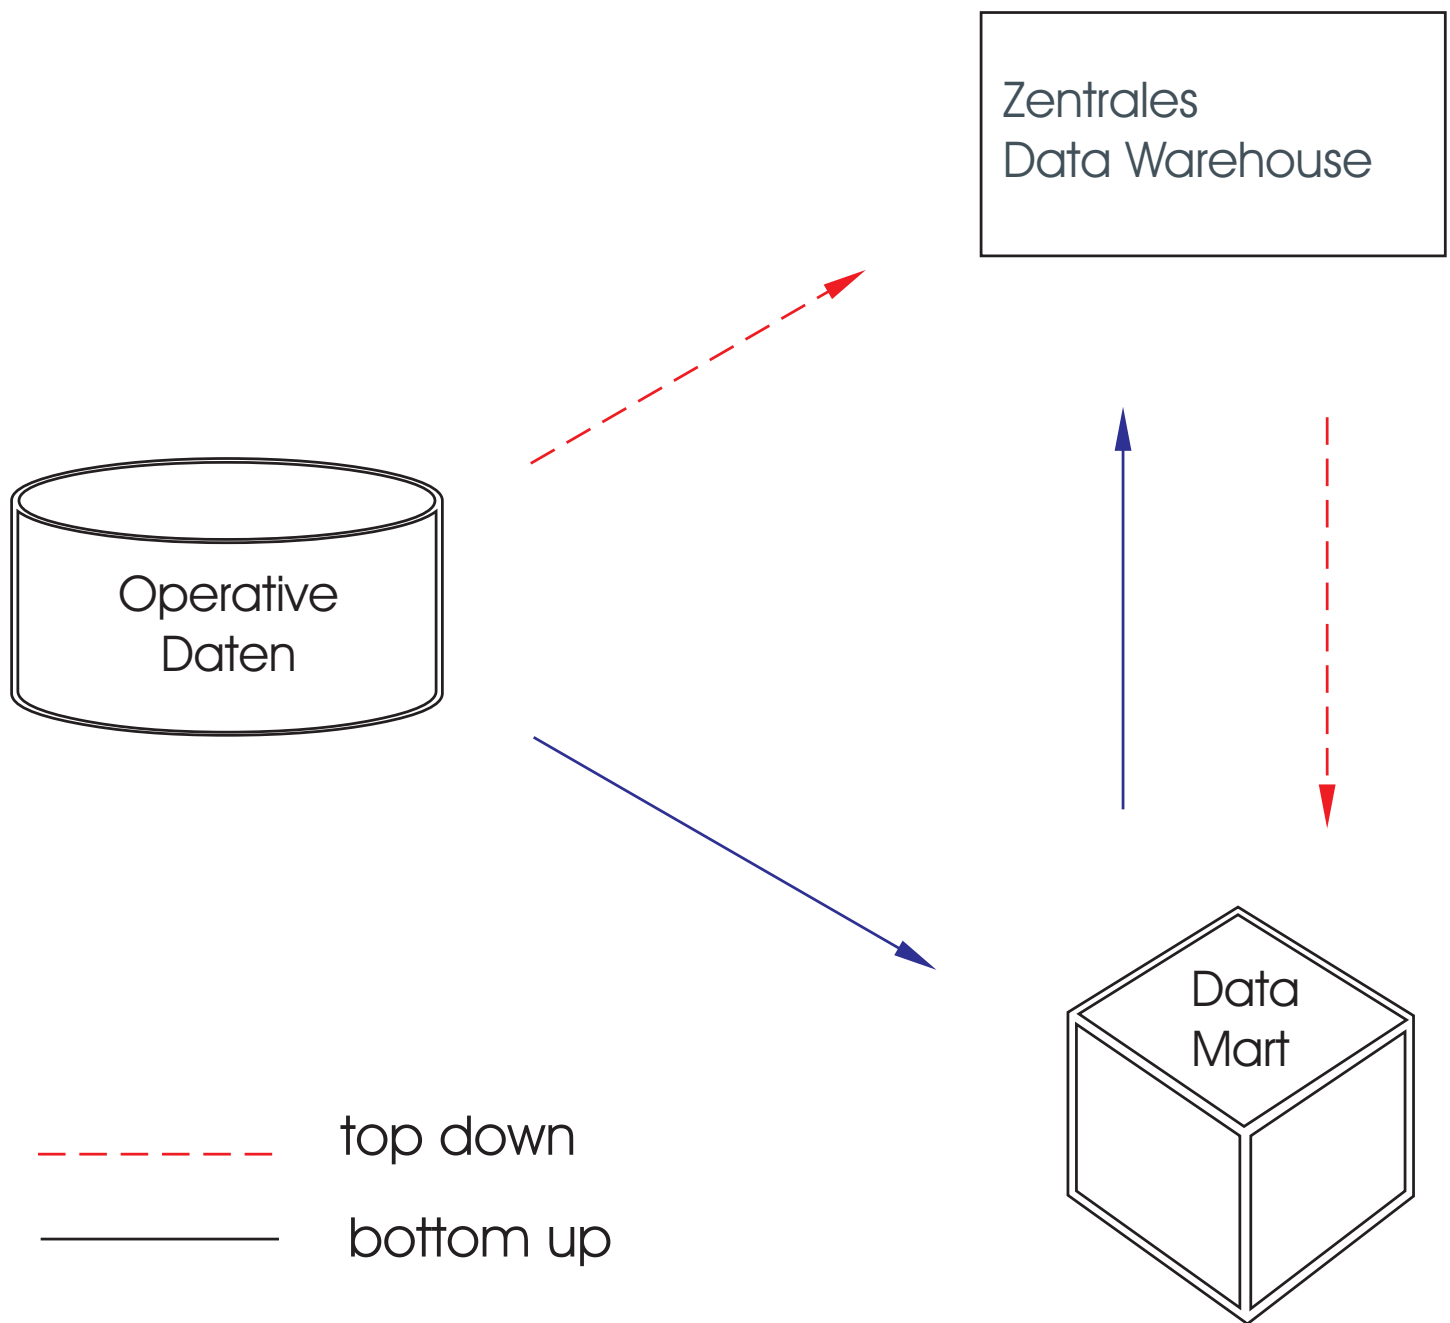 Zentrales
Data Warehouse
Operative
Daten
Data
Mart
top down
bottom up